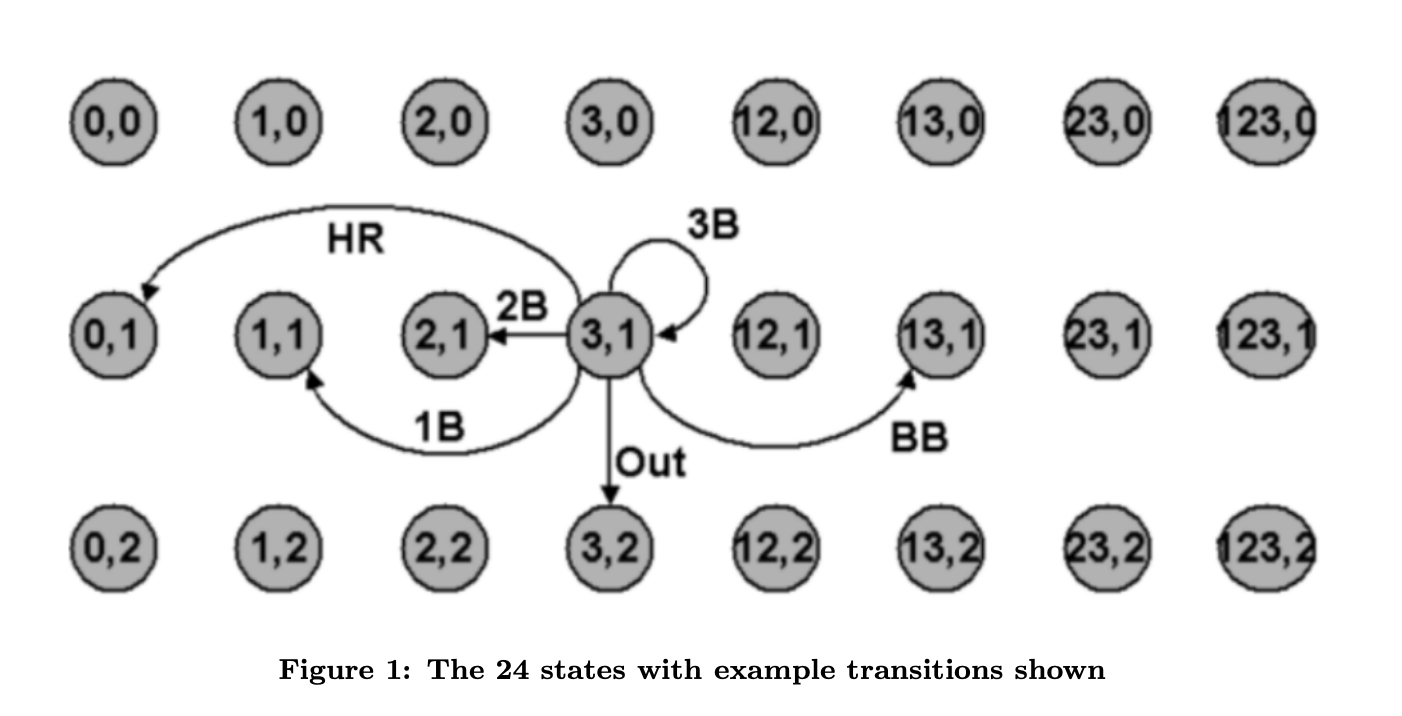 0,0 1,0 2,0 3,0 12,0 13,0 23,0 123,0
3B
HR
2B
0,1 1,1 2,1 3,1 12,1 13,1 23,1 123,1
1B
BB
Out
0,2 1,2 2,2 3,2 12,2 13,2 23,2 123,2
Figure 1: The 24 states with example transitions shown